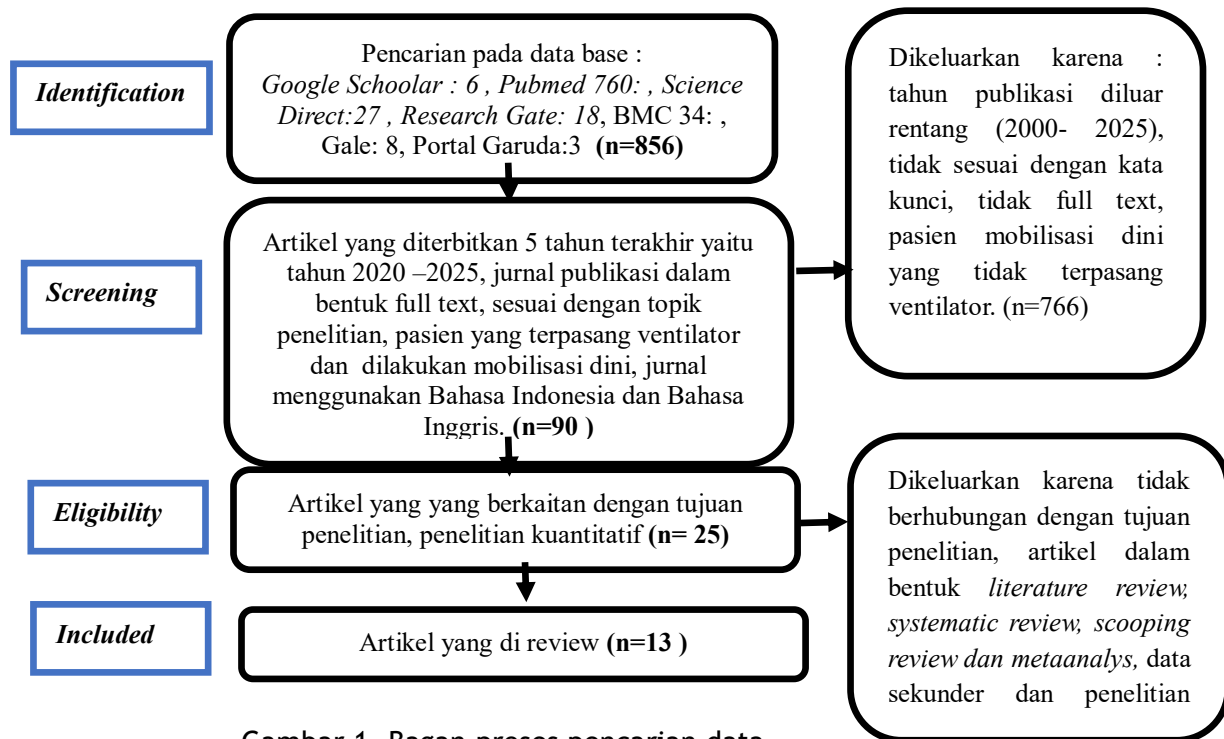 Identification
Pencarian pada data base :
Google Schoolar : 6 , Pubmed 760: , Science
Direct:27 , Research Gate: 18, BMC 34: ,
Gale: 8, Portal Garuda:3 (n=856)
Dikeluarkan karena :
tahun publikasi diluar
rentang (2000- 2025),
tidak sesuai dengan kata
kunci, tidak full text,
pasien mobilisasi dini
yang tidak terpasang
ventilator. (n=766)
Screening
Artikel yang diterbitkan 5 tahun terakhir yaitu
tahun 2020 –2025, jurnal publikasi dalam
bentuk full text, sesuai dengan topik
penelitian, pasien yang terpasang ventilator
dan dilakukan mobilisasi dini, jurnal
menggunakan Bahasa Indonesia dan Bahasa
Inggris. (n=90 )
Eligibility
Artikel yang yang berkaitan dengan tujuan
penelitian, penelitian kuantitatif (n= 25)
Dikeluarkan karena tidak
berhubungan dengan tujuan
penelitian, artikel dalam
bentuk literature review,
systematic review, scooping
review dan metaanalys, data
sekunder dan penelitian
Included
Artikel yang di review (n=13 )
Gambar 1. Bagan proses pencarian data